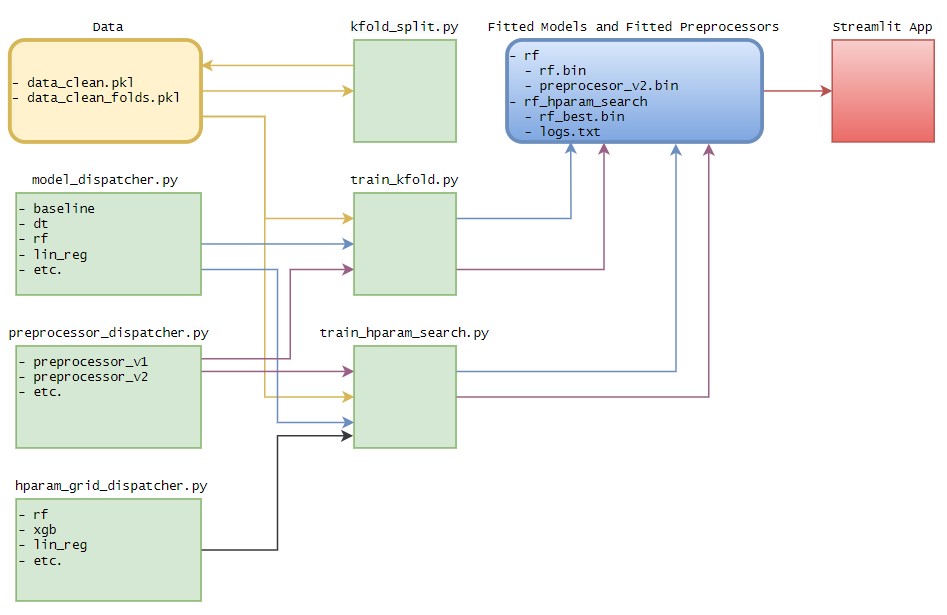 Data
- data_clean.pkl
- data_clean_folds.pkl
kfold_split.py
Fitted Models and Fitted Preprocessors
- rf
- rf.bin
- preprocesor_v2.bin
- rf_hparam_search
- rf_best.bin
- logs.txt
Streamlit App
model_dispatcher.py
- baseline
- dt
- rf
- lin_reg
- etc.
train_kfold.py
preprocessor_dispatcher.py
- preprocessor_v1
- preprocessor_v2
- etc.
train_hparam_search.py
hparam_grid_dispatcher.py
- rf
- xgb
- lin_reg
- etc.